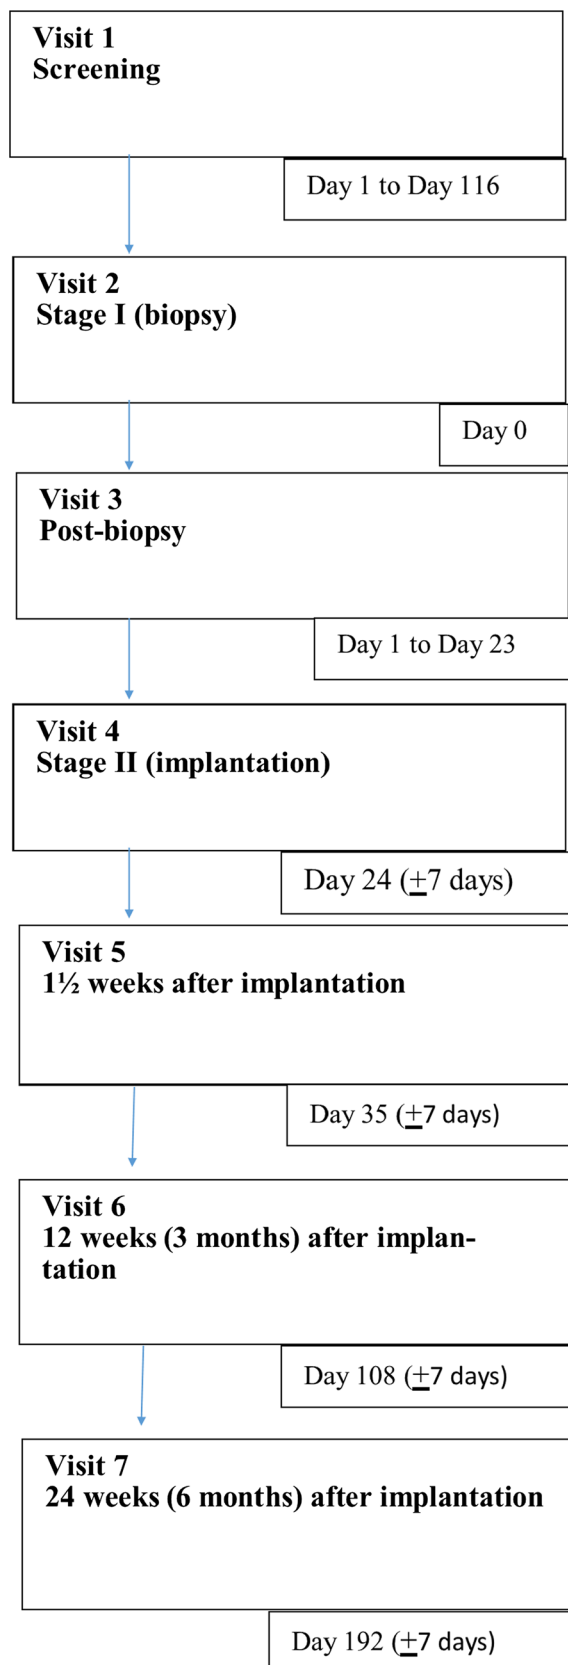 Visit 1
Screening
Day 1 to Day 116
Visit 2
Stage I (biopsy)
Day 0
Visit 3
Post-biopsy
Day 1 to Day 23
Visit 4
Stage II (implantation)
Day 24 (±7 days)
Visit 5
1½ weeks after implantation
Day 35 (±7 days)
Visit 6
12 weeks (3 months) after implan-
tation
Day 108 (±7 days)
Visit 7
24 weeks (6 months) after implantation
Day 192 (±7 days)